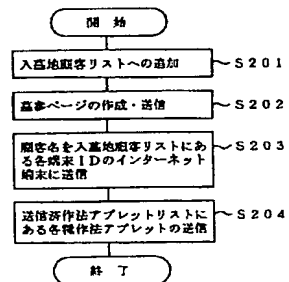 開 始
入墓地顧客リストへの追加
S201
墓参ページの作成・送信
S202
顧客名を入墓地顧客リストにあ
る各端末IDのインターネット
端末に送信
S203
送信済作法アプレットリストに
ある各種作法アプレットの送信
S204
終 了